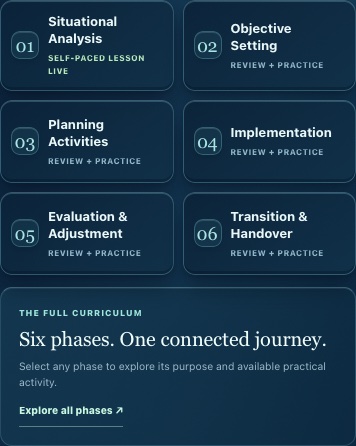 01
Situational
Analysis
SELF-PACED LESSON
LIVE
02
Objective
Setting
REVIEW + PRACTICE
03
Planning
Activities
REVIEW + PRACTICE
04
Implementation
REVIEW + PRACTICE
05
Evaluation &
Adjustment
REVIEW + PRACTICE
06
Transition &
Handover
REVIEW + PRACTICE
THE FULL CURRICULUM
Six phases. One connected journey.
Select any phase to explore its purpose and available practical
activity.
Explore all phases ↗